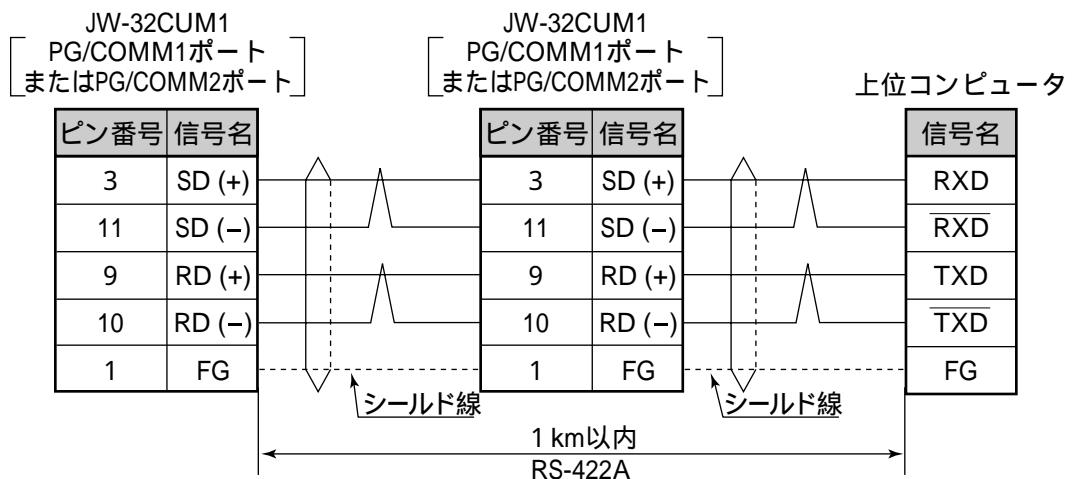 JW-32CUM1
PG/COMM1ポート
またはPG/COMM2ポート
JW-32CUM1
PG/COMM1ポート
またはPG/COMM2ポート
上位コンピュータ
ピン番号 信号名
3 SD (+)
11 SD (−)
9 RD (+)
10 RD (−)
1 FG
ピン番号 信号名
3 SD (+)
11 SD (−)
9 RD (+)
10 RD (−)
1 FG
信号名
RXD
R̅X̅D̅
TXD
T̅X̅D̅
FG
シールド線
シールド線
1 km以内
RS-422A